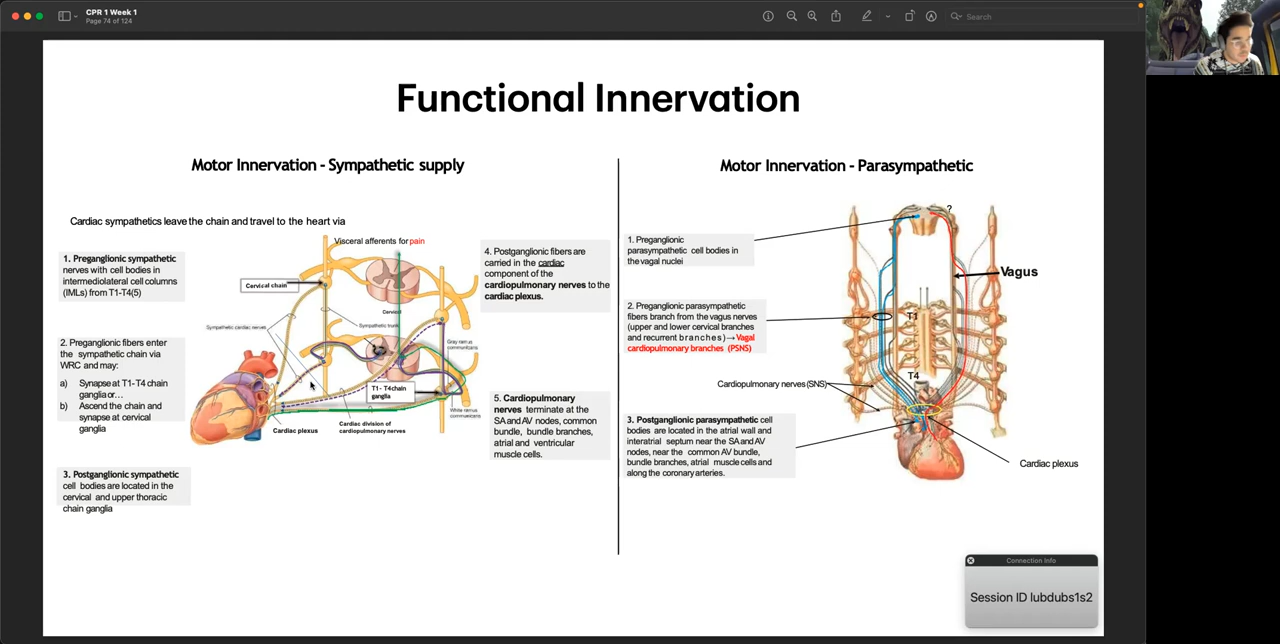 CPR 1 Week 1
Page 74 of 124
Search
Functional Innervation
Motor Innervation - Sympathetic supply
Cardiac sympathetics leave the chain and travel to the heart via
Visceral afferents for pain
1. Preganglionic sympathetic
nerves with cell bodies in
intermediolateral cell columns
(IMLs) from T1-T4(5)
2. Preganglionic fibers enter
the sympathetic chain via
WRC and may:
a) Synapse at T1- T4 chain
ganglia or…
b) Ascend the chain and
synapse at cervical
ganglia
3. Postganglionic sympathetic
cell bodies are located in the
cervical and upper thoracic
chain ganglia
Cervical chain
Sympathetic cardiac nerves
Cervical
Sympathetic trunk
Gray ramus
communicans
T1 - T4 chain
ganglia
White ramus
communicans
Cardiac plexus
Cardiac division of
cardiopulmonary nerves
4. Postganglionic fibers are
carried in the cardiac
component of the
cardiopulmonary nerves to the
cardiac plexus.
5. Cardiopulmonary
nerves terminate at the
SA and AV nodes, common
bundle, bundle branches,
atrial and ventricular
muscle cells.
Motor Innervation - Parasympathetic
1. Preganglionic
parasympathetic cell bodies in
the vagal nuclei
2. Preganglionic parasympathetic
fibers branch from the vagus nerves
(upper and lower cervical branches
and recurrent branches) → Vagal
cardiopulmonary branches (PSNS)
Cardiopulmonary nerves (SNS)
3. Postganglionic parasympathetic cell
bodies are located in the atrial wall and
interatrial septum near the SA and AV
nodes, near the common AV bundle,
bundle branches, atrial muscle cells and
along the coronary arteries.
?
Vagus
T1
T4
Cardiac plexus
Connection Info
Session ID lubdubs1s2